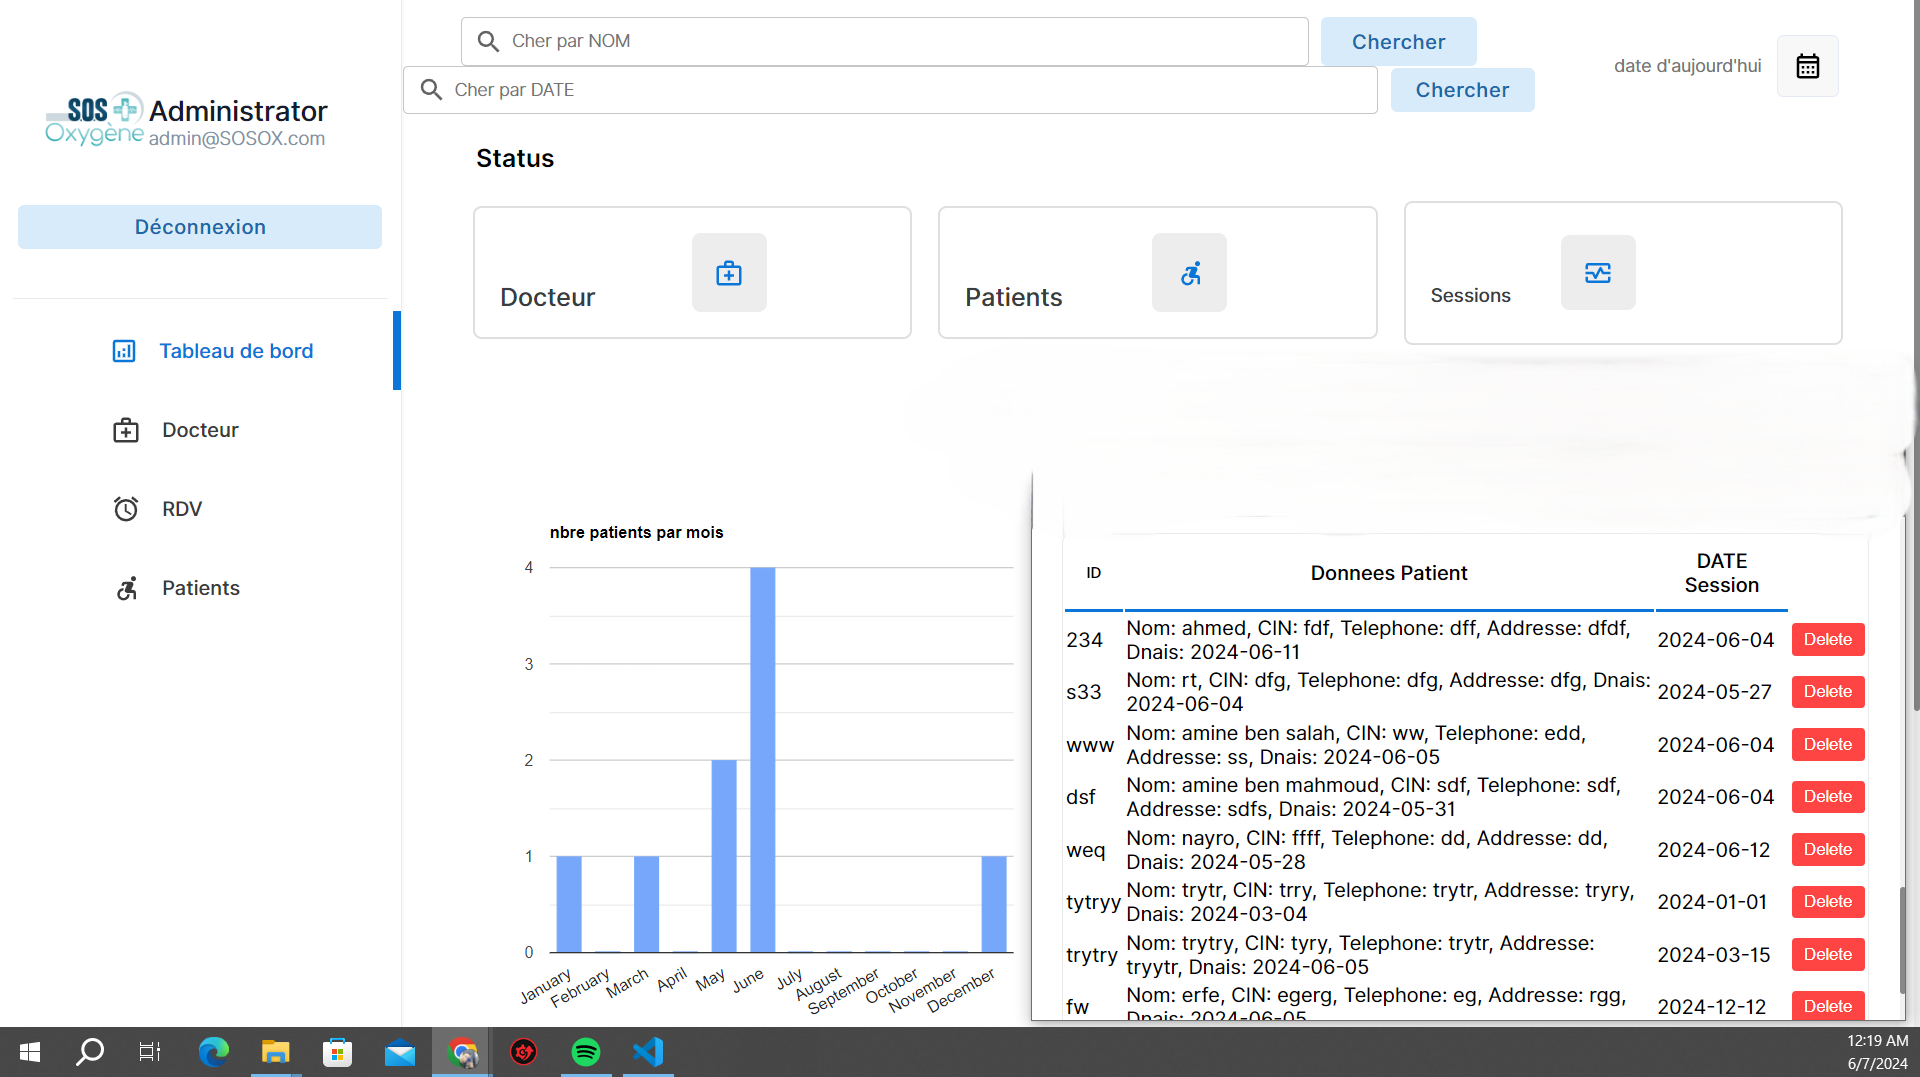 Cher par NOM
Chercher
Cher par DATE
Chercher
date d'aujourd'hui
S.O.S
Oxygène
Administrator
admin@SOSOX.com
Déconnexion
Tableau de bord
Docteur
RDV
Patients
Status
Docteur
Patients
Sessions
nbre patients par mois
4
3
2
1
0
January
February
March
April
May
June
July
August
September
October
November
December
ID
Donnees Patient
DATE
Session
234
Nom: ahmed, CIN: fdf, Telephone: dff, Addresse: dfdf,
Dnais: 2024-06-11
2024-06-04
Delete
s33
Nom: rt, CIN: dfg, Telephone: dfg, Addresse: dfg, Dnais:
2024-06-04
2024-05-27
Delete
www
Nom: amine ben salah, CIN: ww, Telephone: edd,
Addresse: ss, Dnais: 2024-06-05
2024-06-04
Delete
dsf
Nom: amine ben mahmoud, CIN: sdf, Telephone: sdf,
Addresse: sdfs, Dnais: 2024-05-31
2024-06-04
Delete
weq
Nom: nayro, CIN: ffff, Telephone: dd, Addresse: dd,
Dnais: 2024-05-28
2024-06-12
Delete
tytryy
Nom: trytr, CIN: trry, Telephone: trytr, Addresse: tryry,
Dnais: 2024-03-04
2024-01-01
Delete
trytry
Nom: trytry, CIN: tyry, Telephone: trytr, Addresse:
tryytr, Dnais: 2024-06-05
2024-03-15
Delete
fw
Nom: erfe, CIN: egerg, Telephone: eg, Addresse: rgg,
Dnais: 2024-06-05
2024-12-12
Delete
12:19 AM
6/7/2024